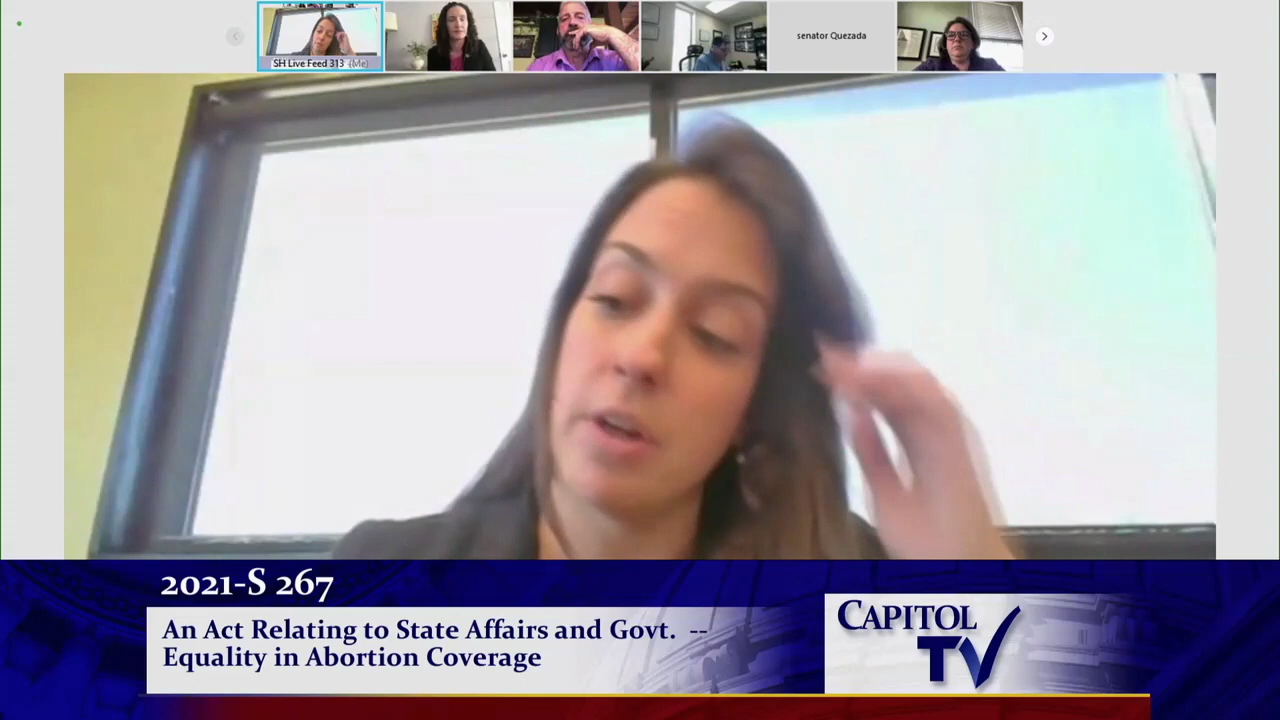 SH Live Feed 313 (Me)
senator Quezada
2021-S 267
An Act Relating to State Affairs and Govt. --
Equality in Abortion Coverage
CAPITOL
TV